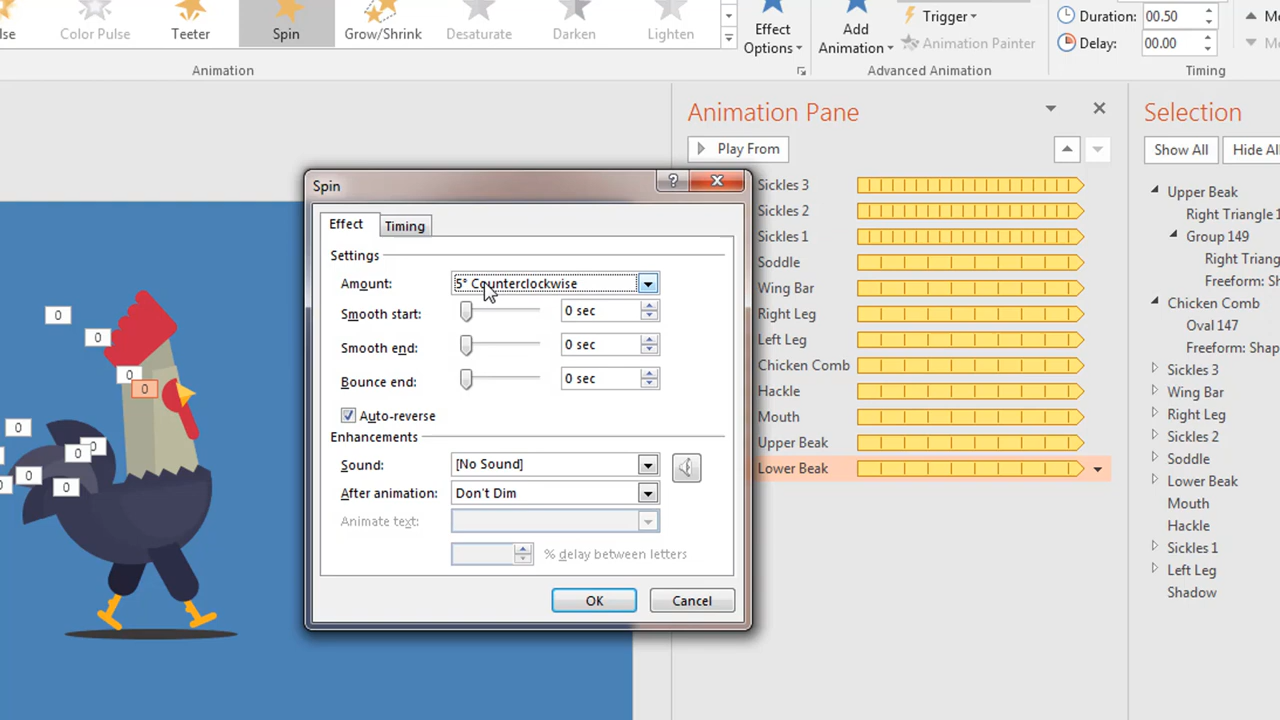 lse
Color Pulse
Teeter
Spin
Grow/Shrink
Desaturate
Darken
Lighten
Effect
Options
Add
Animation
Trigger
Animation Painter
Duration: 00.50
Delay: 00.00
Mo
Mo
Animation
Advanced Animation
Timing
Animation Pane
Play From
Sickles 3
Sickles 2
Sickles 1
Soddle
Wing Bar
Right Leg
Left Leg
Chicken Comb
Hackle
Mouth
Upper Beak
Lower Beak
Selection
Show All
Hide All
Upper Beak
Right Triangle 1
Group 149
Right Triang
Freeform: Sh
Chicken Comb
Oval 147
Freeform: Shap
Sickles 3
Wing Bar
Right Leg
Sickles 2
Soddle
Lower Beak
Mouth
Hackle
Sickles 1
Left Leg
Shadow
Spin
?
Effect
Timing
Settings
Amount: 5° Counterclockwise
Smooth start: 0 sec
Smooth end: 0 sec
Bounce end: 0 sec
Auto-reverse
Enhancements
Sound: [No Sound]
After animation: Don't Dim
Animate text:
% delay between letters
OK
Cancel
0
0
0
0
0
0
0
0
0
0